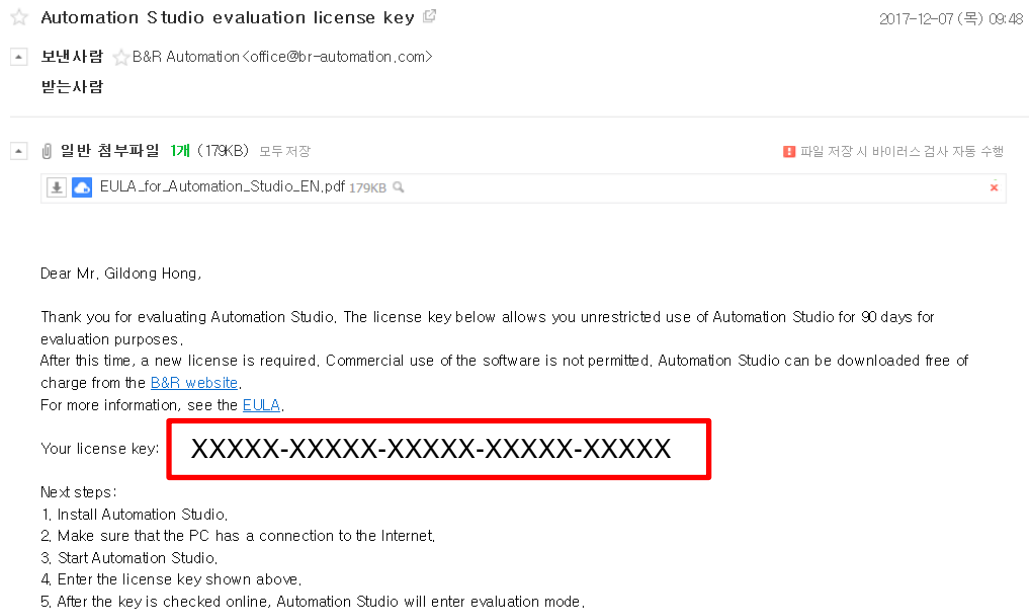 Automation Studio evaluation license key
2017-12-07 (목) 09:48
보낸사람 B&R Automation<office@br-automation.com>
받는사람
일반 첨부파일 1개 (179KB) 모두저장
파일 저장 시 바이러스 검사 자동 수행
EULA_for_Automation_Studio_EN.pdf 179KB
Dear Mr. Gildong Hong,
Thank you for evaluating Automation Studio. The license key below allows you unrestricted use of Automation Studio for 90 days for
evaluation purposes.
After this time, a new license is required. Commercial use of the software is not permitted. Automation Studio can be downloaded free of
charge from the B&R website.
For more information, see the EULA.
Your license key: XXXXX-XXXXX-XXXXX-XXXXX-XXXXX
Next steps:
1. Install Automation Studio.
2. Make sure that the PC has a connection to the Internet.
3. Start Automation Studio.
4. Enter the license key shown above.
5. After the key is checked online, Automation Studio will enter evaluation mode.